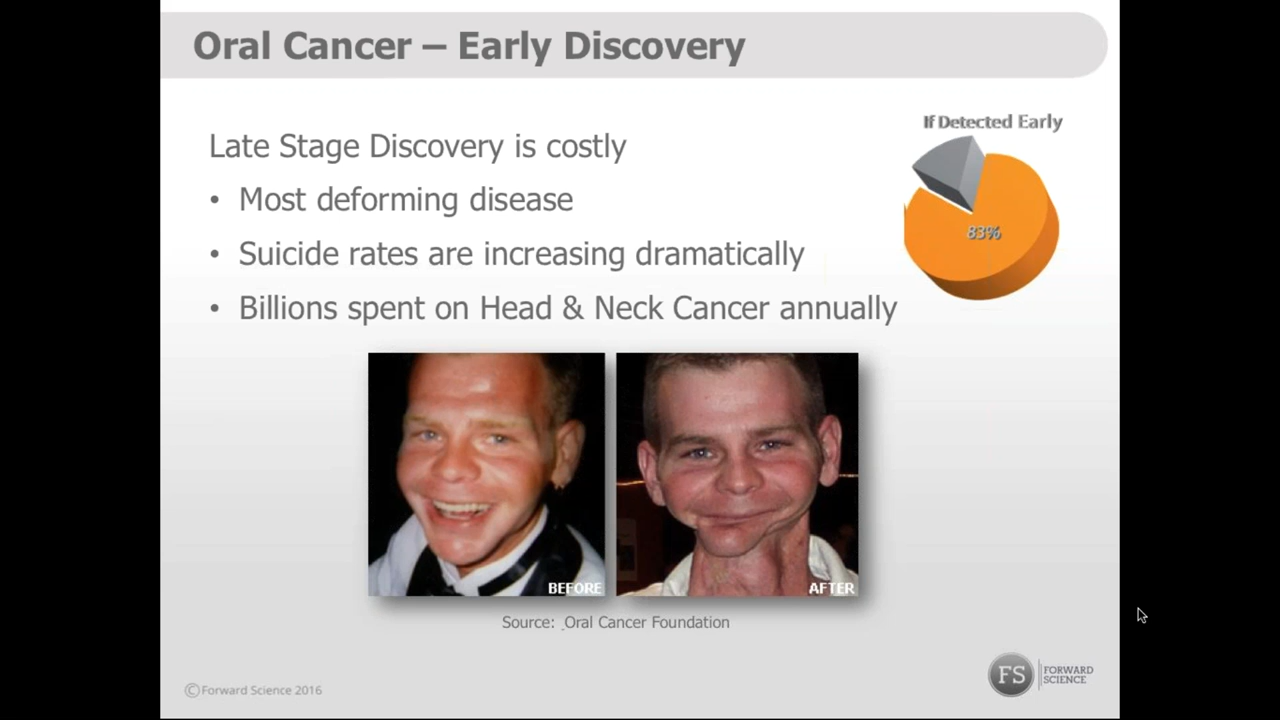 Oral Cancer – Early Discovery
If Detected Early
83%
Late Stage Discovery is costly
• Most deforming disease
• Suicide rates are increasing dramatically
• Billions spent on Head & Neck Cancer annually
BEFORE
AFTER
Source: Oral Cancer Foundation
©Forward Science 2016
FS
FORWARD
SCIENCE